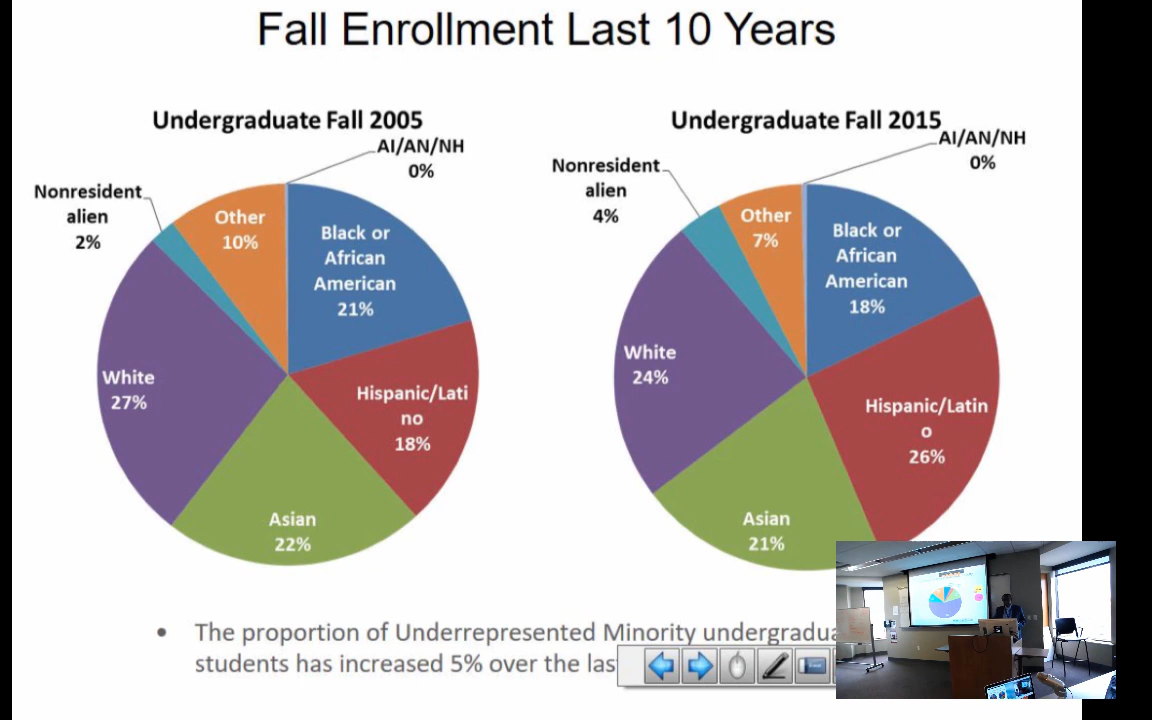 Fall Enrollment Last 10 Years
Undergraduate Fall 2005
AI/AN/NH
0%
Nonresident
alien
2%
Other
10%
Black or
African
American
21%
White
27%
Hispanic/Lati
no
18%
Asian
22%
Undergraduate Fall 2015
AI/AN/NH
0%
Nonresident
alien
4%
Other
7%
Black or
African
American
18%
White
24%
Hispanic/Latin
o
26%
Asian
21%
• The proportion of Underrepresented Minority
students has increased 5% over the